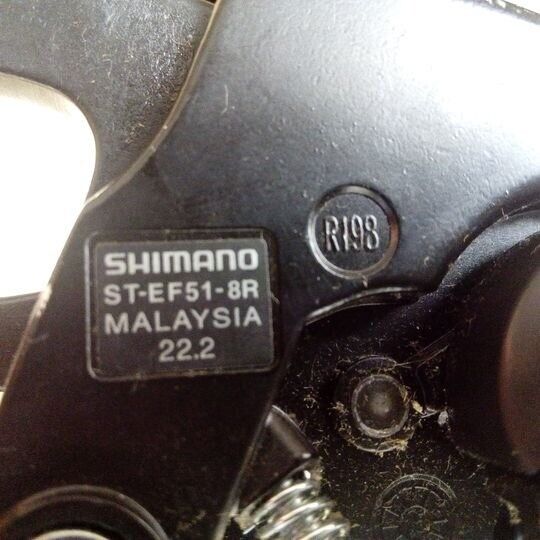 SHIMANO
ST-EF51-8R
MALAYSIA
22.2
R198